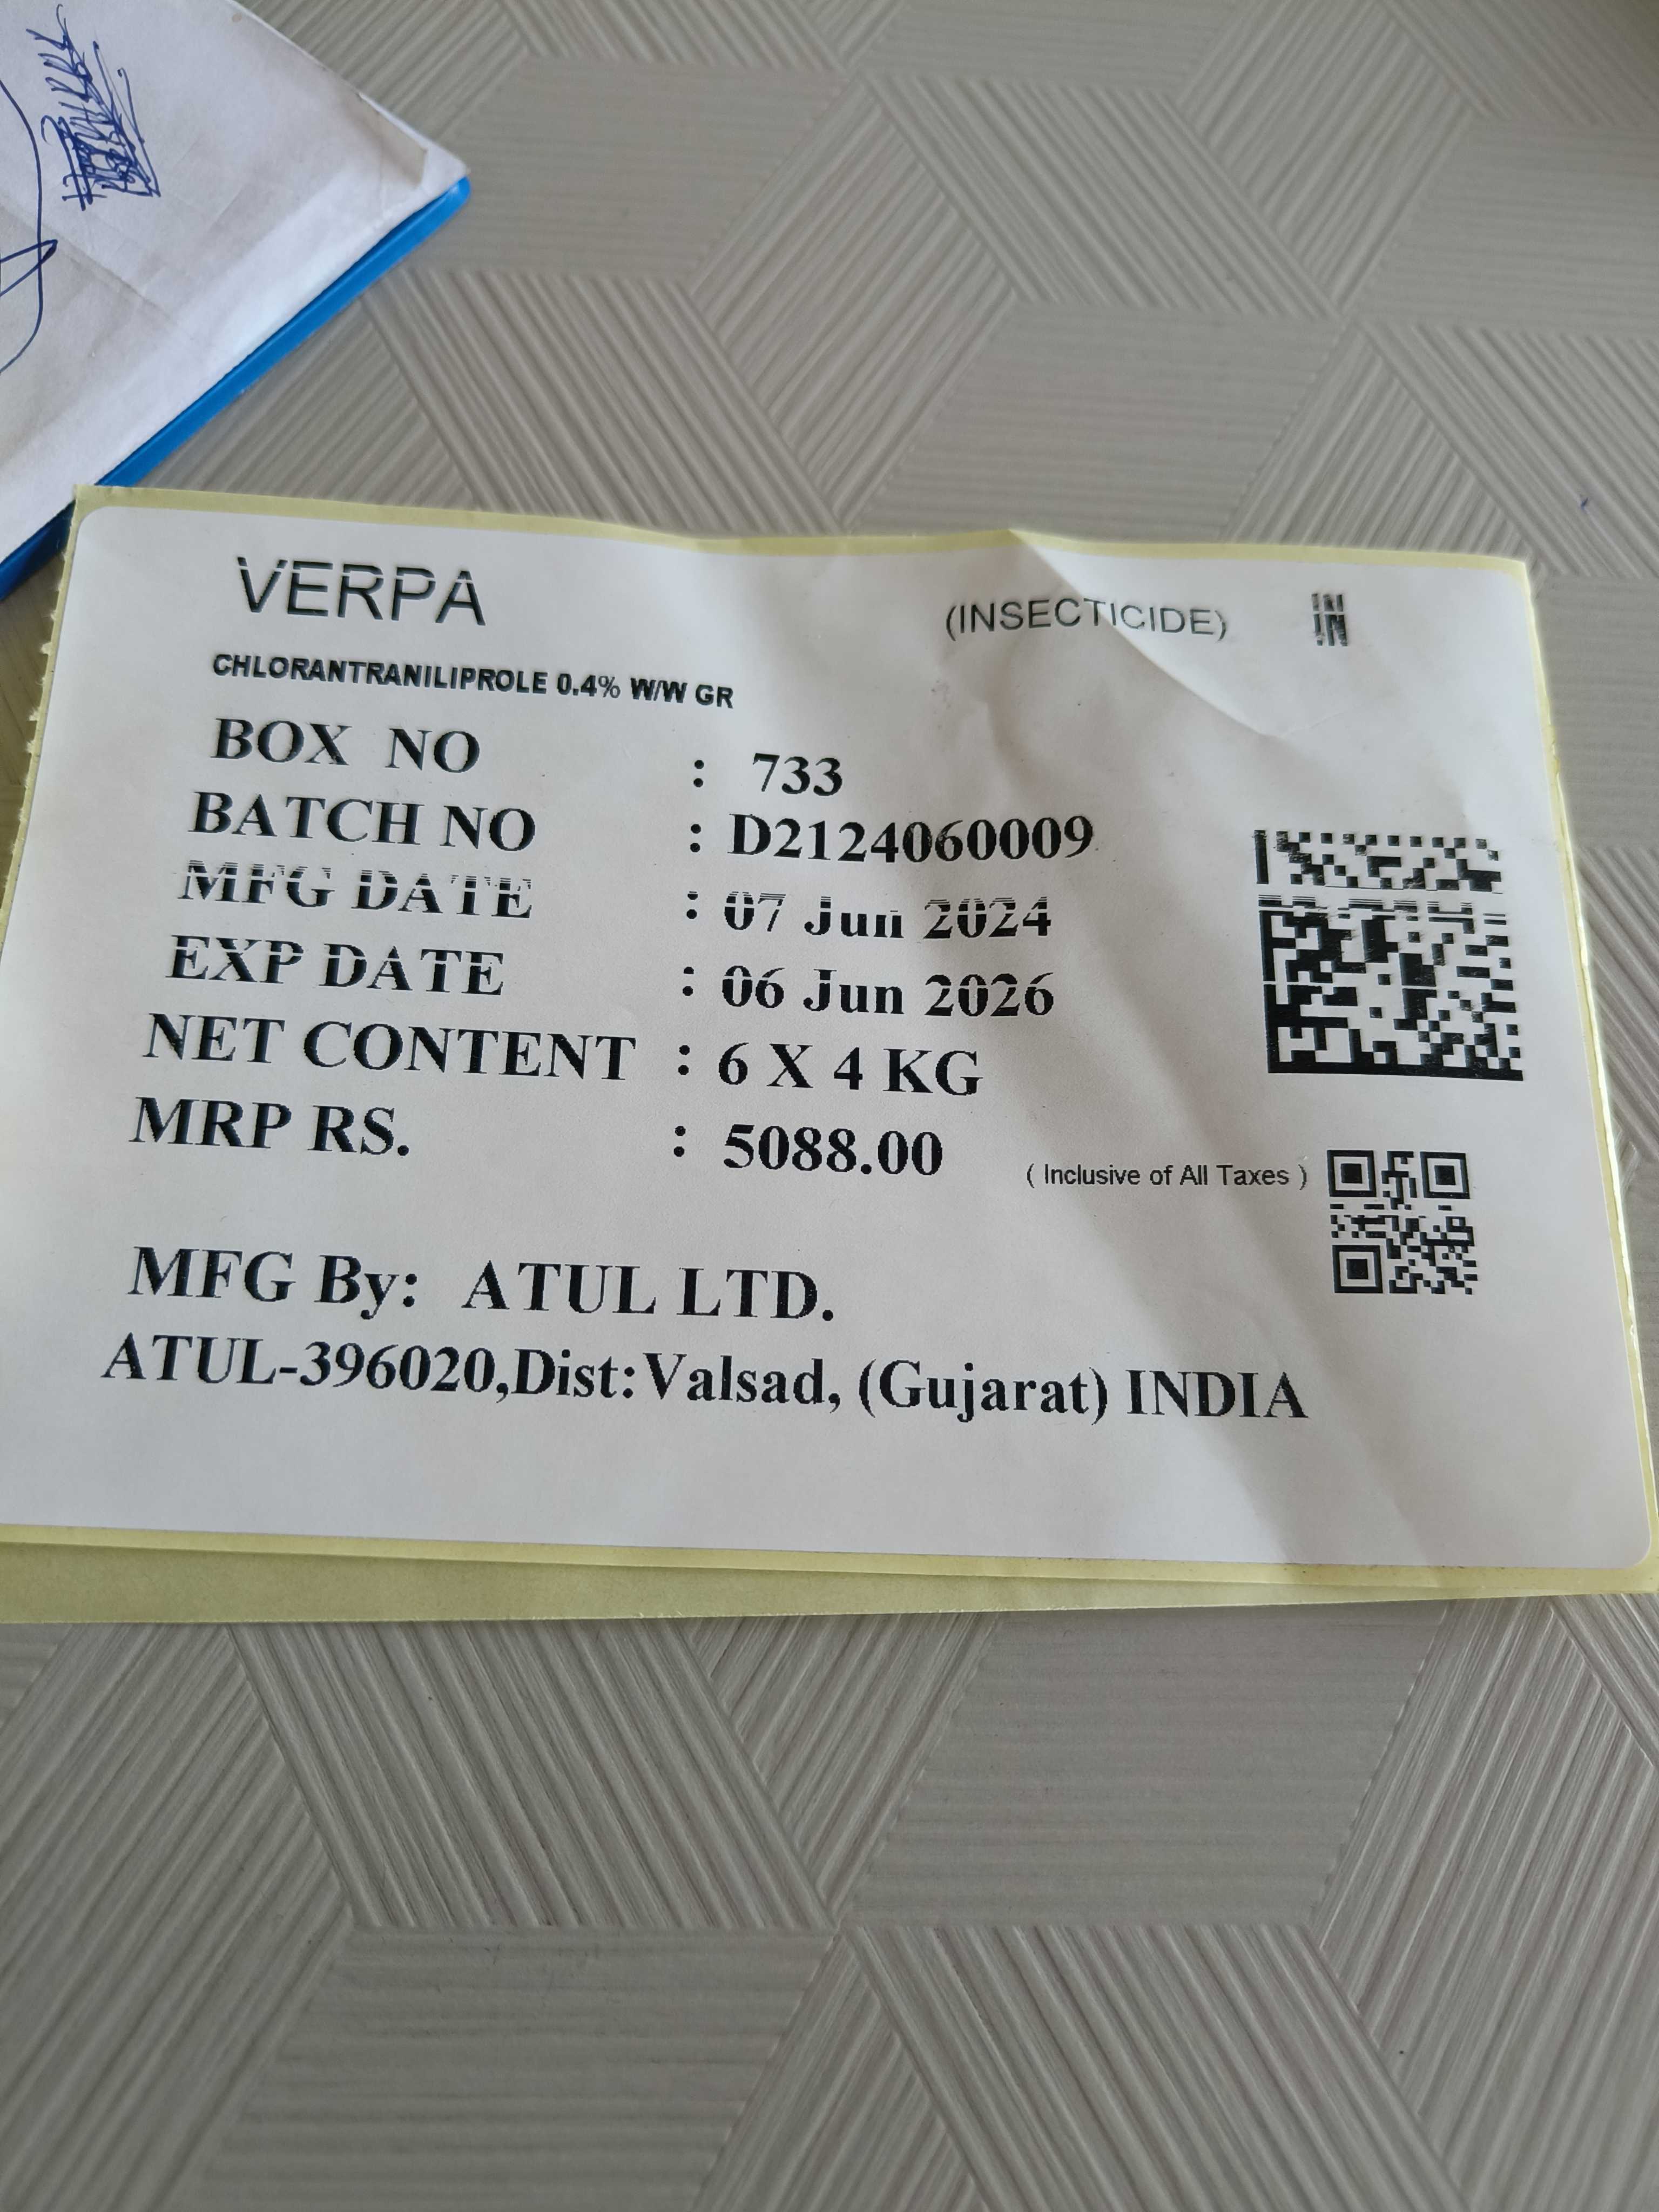 VERPA (INSECTICIDE) IN
CHLORANTRANILIPROLE 0.4% W/W GR
BOX NO : 733
BATCH NO : D2124060009
MFG DATE : 07 Jun 2024
EXP DATE : 06 Jun 2026
NET CONTENT : 6 X 4 KG
MRP RS. : 5088.00 ( Inclusive of All Taxes )
MFG By: ATUL LTD.
ATUL-396020,Dist:Valsad, (Gujarat) INDIA